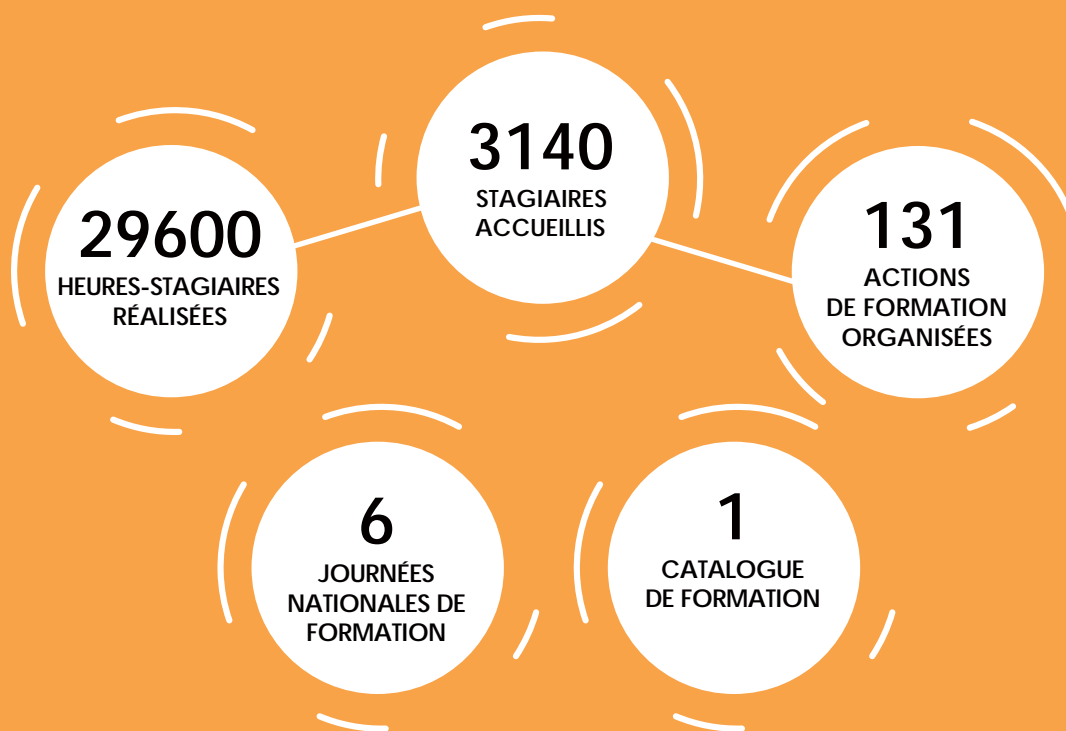 29600
HEURES-STAGIAIRES
RÉALISÉES
3140
STAGIAIRES
ACCUEILLIS
131
ACTIONS
DE FORMATION
ORGANISÉES
6
JOURNÉES
NATIONALES DE
FORMATION
1
CATALOGUE
DE FORMATION